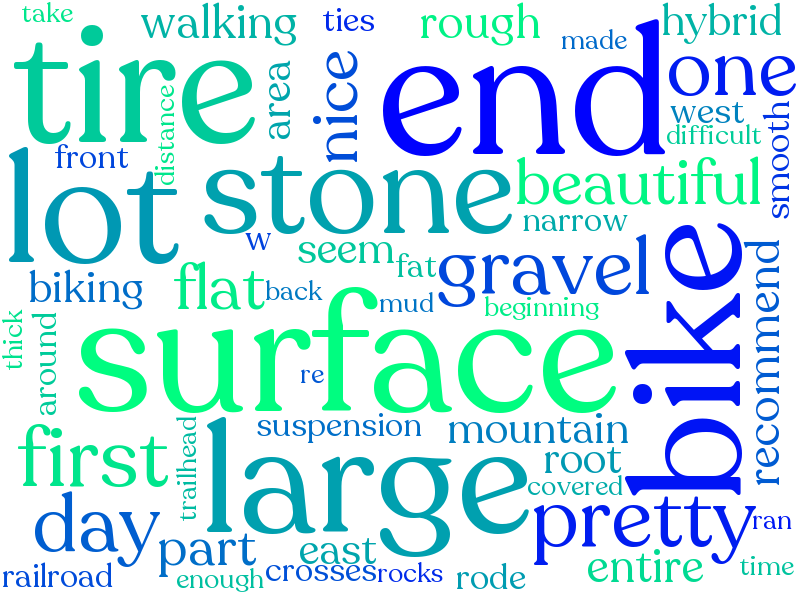 take
walking
ties
rough
made
hybrid
tire
end
one
area
nice
west
distance
difficult
smooth
front
lot
stone
beautiful
narrow
w
seem
fat
gravel
bike
recommend
biking
flat
back
mud
beginning
thick
around
surface
re
trailhead
large
suspension
mountain
first
root
covered
day
pretty
ran
part
east
entire
time
railroad
enough
crosses
rocks
rode